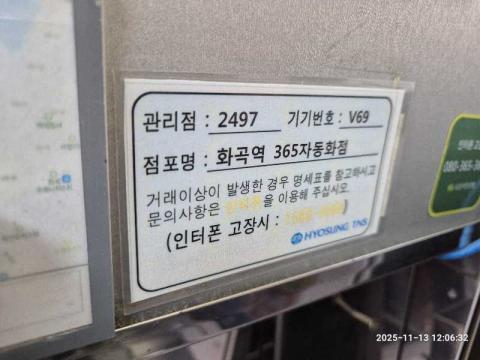 관리점 : 2497 기기번호 : V69
점포명 : 화곡역 365자동화점
거래이상이 발생한 경우 명세표를 참고하시고
문의사항은 인터폰을 이용해 주십시오.
(인터폰 고장시 :
HYOSUNG TNS
2025-11-13 12:06:32